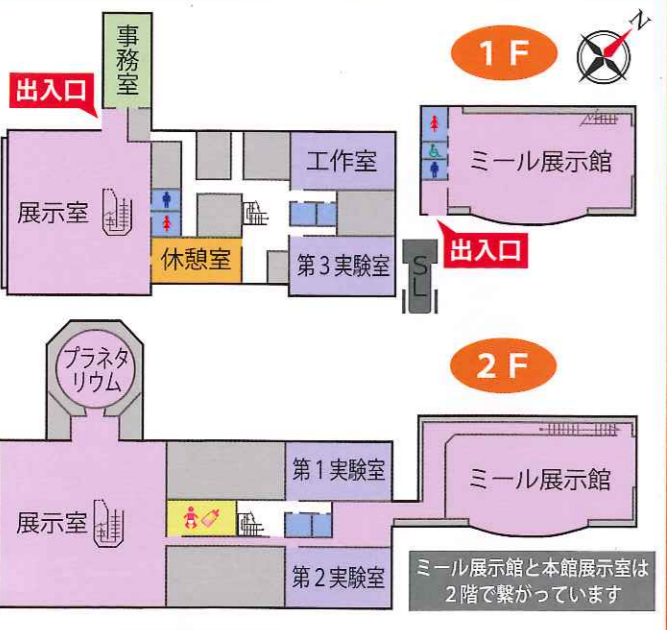 1F
N
事務室
出入口
工作室
ミール展示館
展示室
休憩室
第3実験室
出入口
SL
2F
プラネタ
リウム
第1実験室
ミール展示館
展示室
第2実験室
ミール展示館と本館展示室は
2階で繋がっています